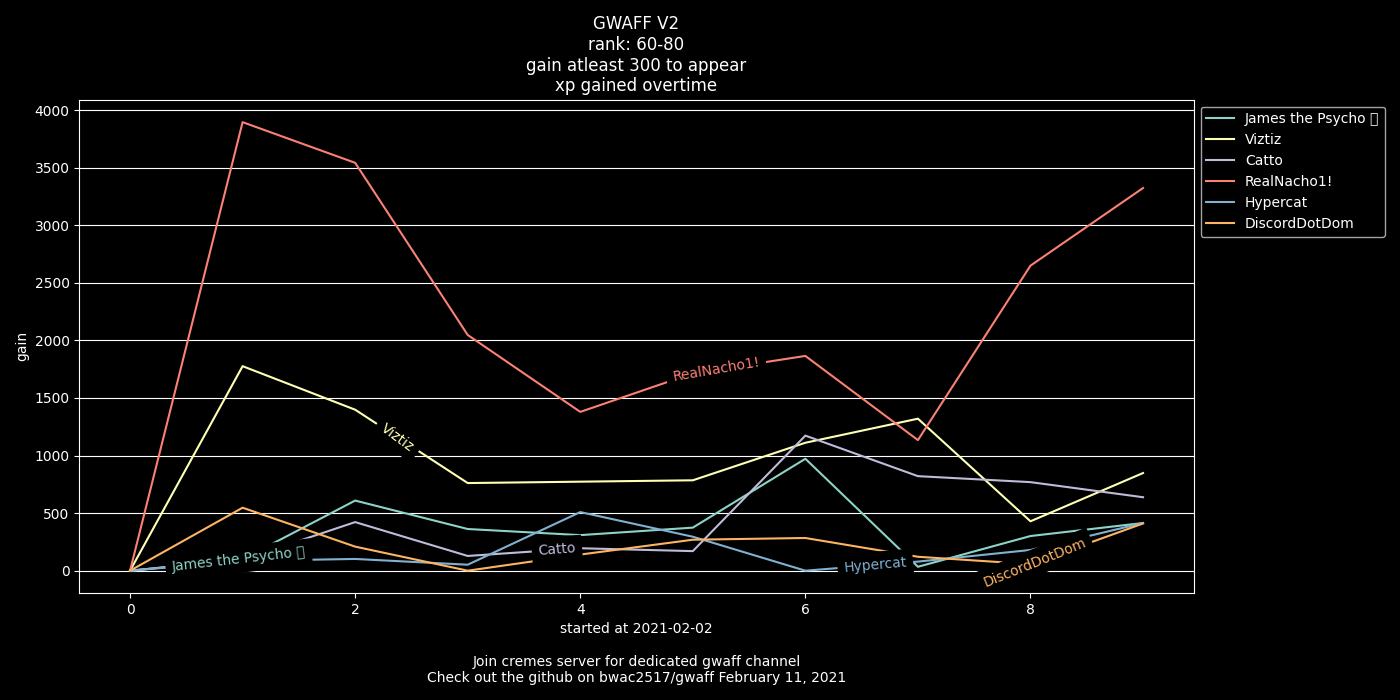 GWAFF V2
rank: 60-80
gain atleast 300 to appear
xp gained overtime
4000
3500
3000
2500
2000
1500
1000
500
0
gain
0
2
4
6
8
started at 2021-02-02
James the Psycho
Viztiz
Catto
RealNacho1!
Hypercat
DiscordDotDom
James the Psycho
Viztiz
Catto
RealNacho1!
Hypercat
DiscordDotDom
Join cremes server for dedicated gwaff channel
Check out the github on bwac2517/gwaff February 11, 2021